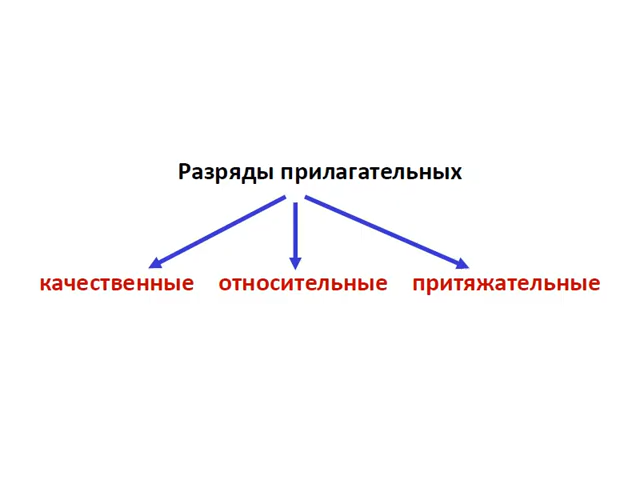 Разряды прилагательных
качественные относительные притяжательные